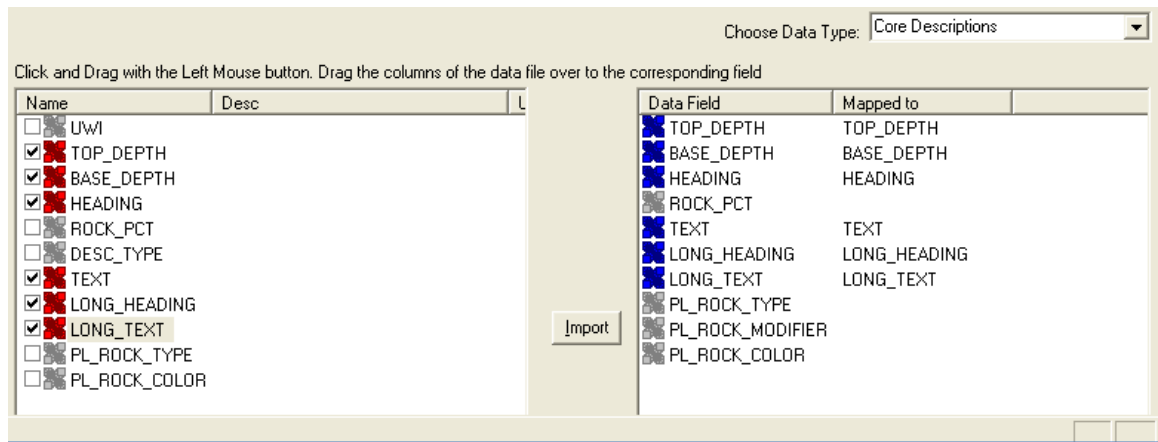 Choose Data Type: Core Descriptions
Click and Drag with the Left Mouse button. Drag the columns of the data file over to the corresponding field
Name Desc
UWI
TOP_DEPTH
BASE_DEPTH
HEADING
ROCK_PCT
DESC_TYPE
TEXT
LONG_HEADING
LONG_TEXT
PL_ROCK_TYPE
PL_ROCK_COLOR
Import
Data Field Mapped to
TOP_DEPTH TOP_DEPTH
BASE_DEPTH BASE_DEPTH
HEADING HEADING
ROCK_PCT
TEXT TEXT
LONG_HEADING LONG_HEADING
LONG_TEXT LONG_TEXT
PL_ROCK_TYPE
PL_ROCK_MODIFIER
PL_ROCK_COLOR